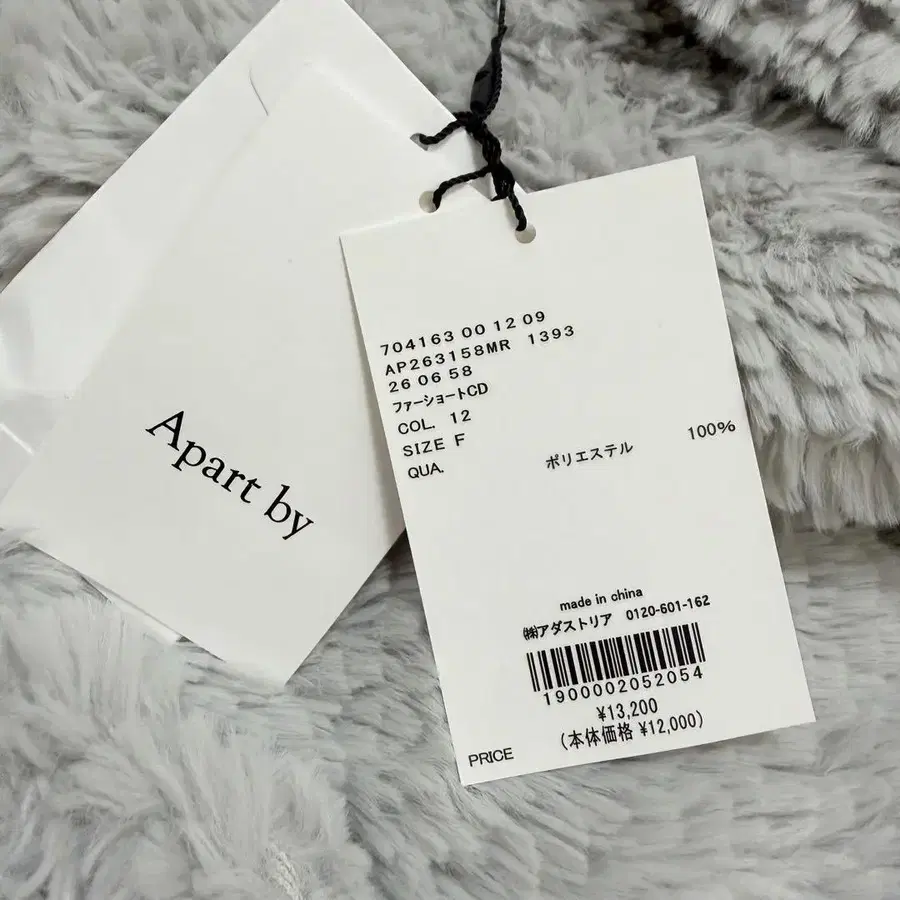 Apart by
704163 00 12 09
AP263158MR 1393
26 06 58
ファーショートCD
COL. 12
SIZE F
QUA. ポリエステル 100%
made in china
㈱アダストリア 0120-601-162
1900002052054
¥13,200
PRICE (本体価格 ¥12,000)